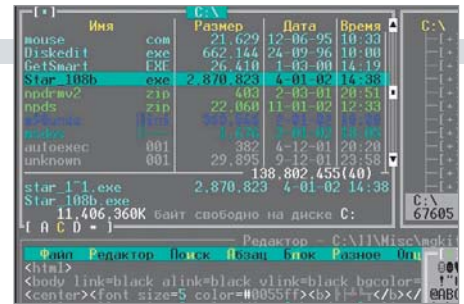 C:\
Имя Размер Дата Время
mouse com 21,629 12-06-95 10:33
Diskedit exe 662,144 24-09-96 10:00
GetSmart EXE 26,410 1-03-00 14:19
Star_108b exe 2,870,823 4-01-02 14:38
npdrmv2 zip 403 2-03-01 20:51
npds zip 22,060 11-01-02 12:33
autoexec 001 382 4-12-01 20:20
unknown 001 29,895 9-12-01 23:58
138,802,455(40)
star_1~1.exe 2,870,823 4-01-02 14:38
Star_108b.exe
11,406,360K байт свободно на диске C:
[ A C D
C:\
C:\
67605
Редактор - C:\]]\Misc\mgki
Файл Редактор Поиск Абзац Блок Разное
<html>
<body link=black alink=black vlink=black bgcolor=
<center><font size=5 color=#0055ff><b>
@AB